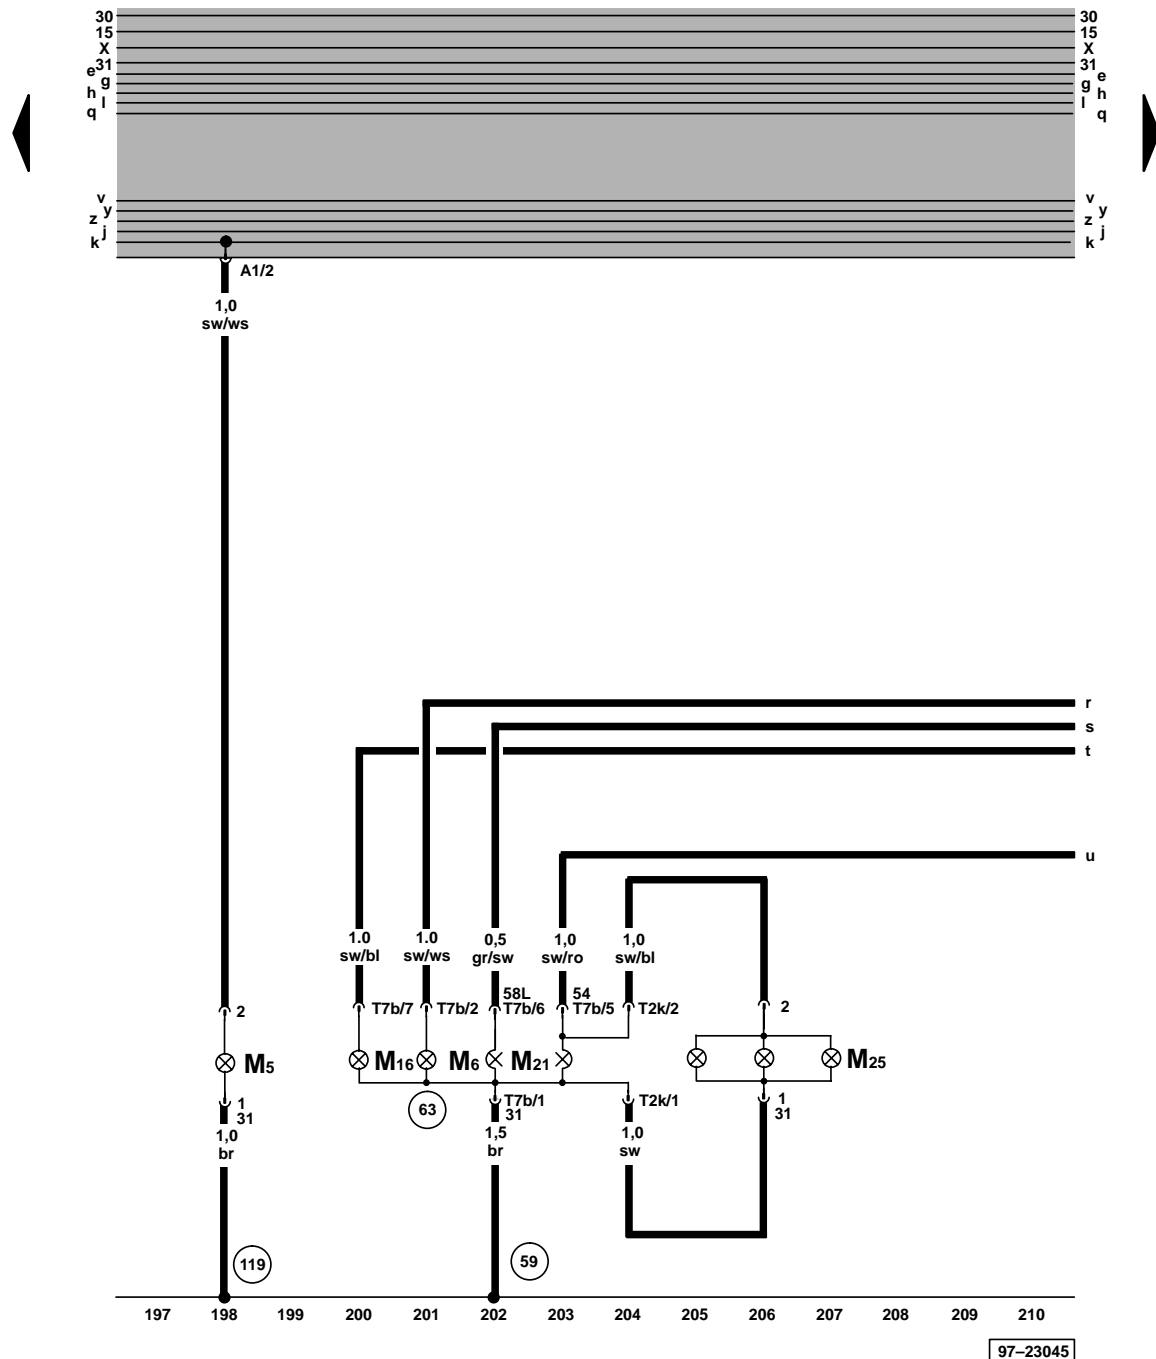 30 30
15 15
X X
31 31
e e
g g
h h
l l
q q
v v
y y
z z
j j
k k
A1/2
1,0
sw/ws
r
s
t
u
1.0 1.0 0,5 1,0 1,0
sw/bl sw/ws gr/sw sw/ro sw/bl
58L 54
2 T7b/7 T7b/2 T7b/6 T7b/5 T2k/2 2
M5 M16 M6 M21 M25
1 T7b/1 T2k/1 1
31 63 31 31
1,0 1,5 1,0
br br sw
119 59
197 198 199 200 201 202 203 204 205 206 207 208 209 210
97–23045